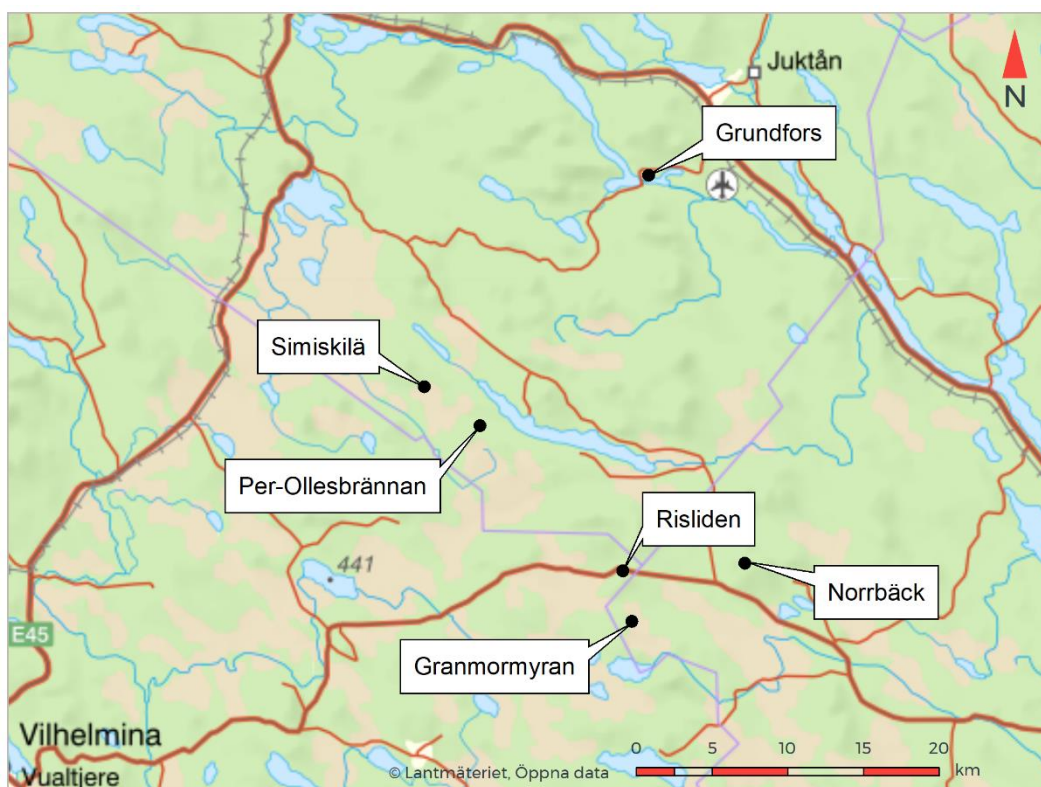 Juktån
N
Grundfors
Simiskilä
Per-Ollesbrännan
Risliden
441
Norrbäck
E45
Granmormyran
Vilhelmina
Vualtjere
© Lantmäteriet, Öppna data
0 5 10 15 20
km